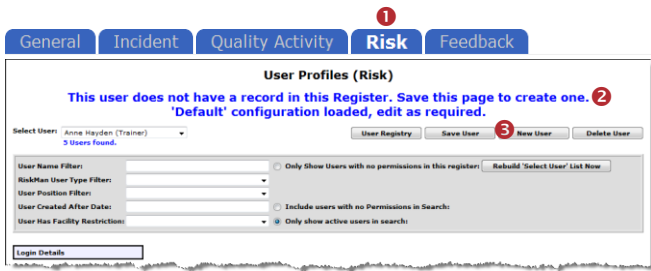 1
General Incident Quality Activity Risk Feedback
User Profiles (Risk)
This user does not have a record in this Register. Save this page to create one. 2
'Default' configuration loaded, edit as required.
Select User: Anne Hayden (Trainer) User Registry Save User 3 New User Delete User
5 Users found.
User Name Filter: Only Show Users with no permissions in this register: Rebuild 'Select User' List Now
RiskMan User Type Filter:
User Position Filter:
User Created After Date: Include users with no Permissions in Search:
User Has Facility Restriction: Only show active users in search:
Login Details